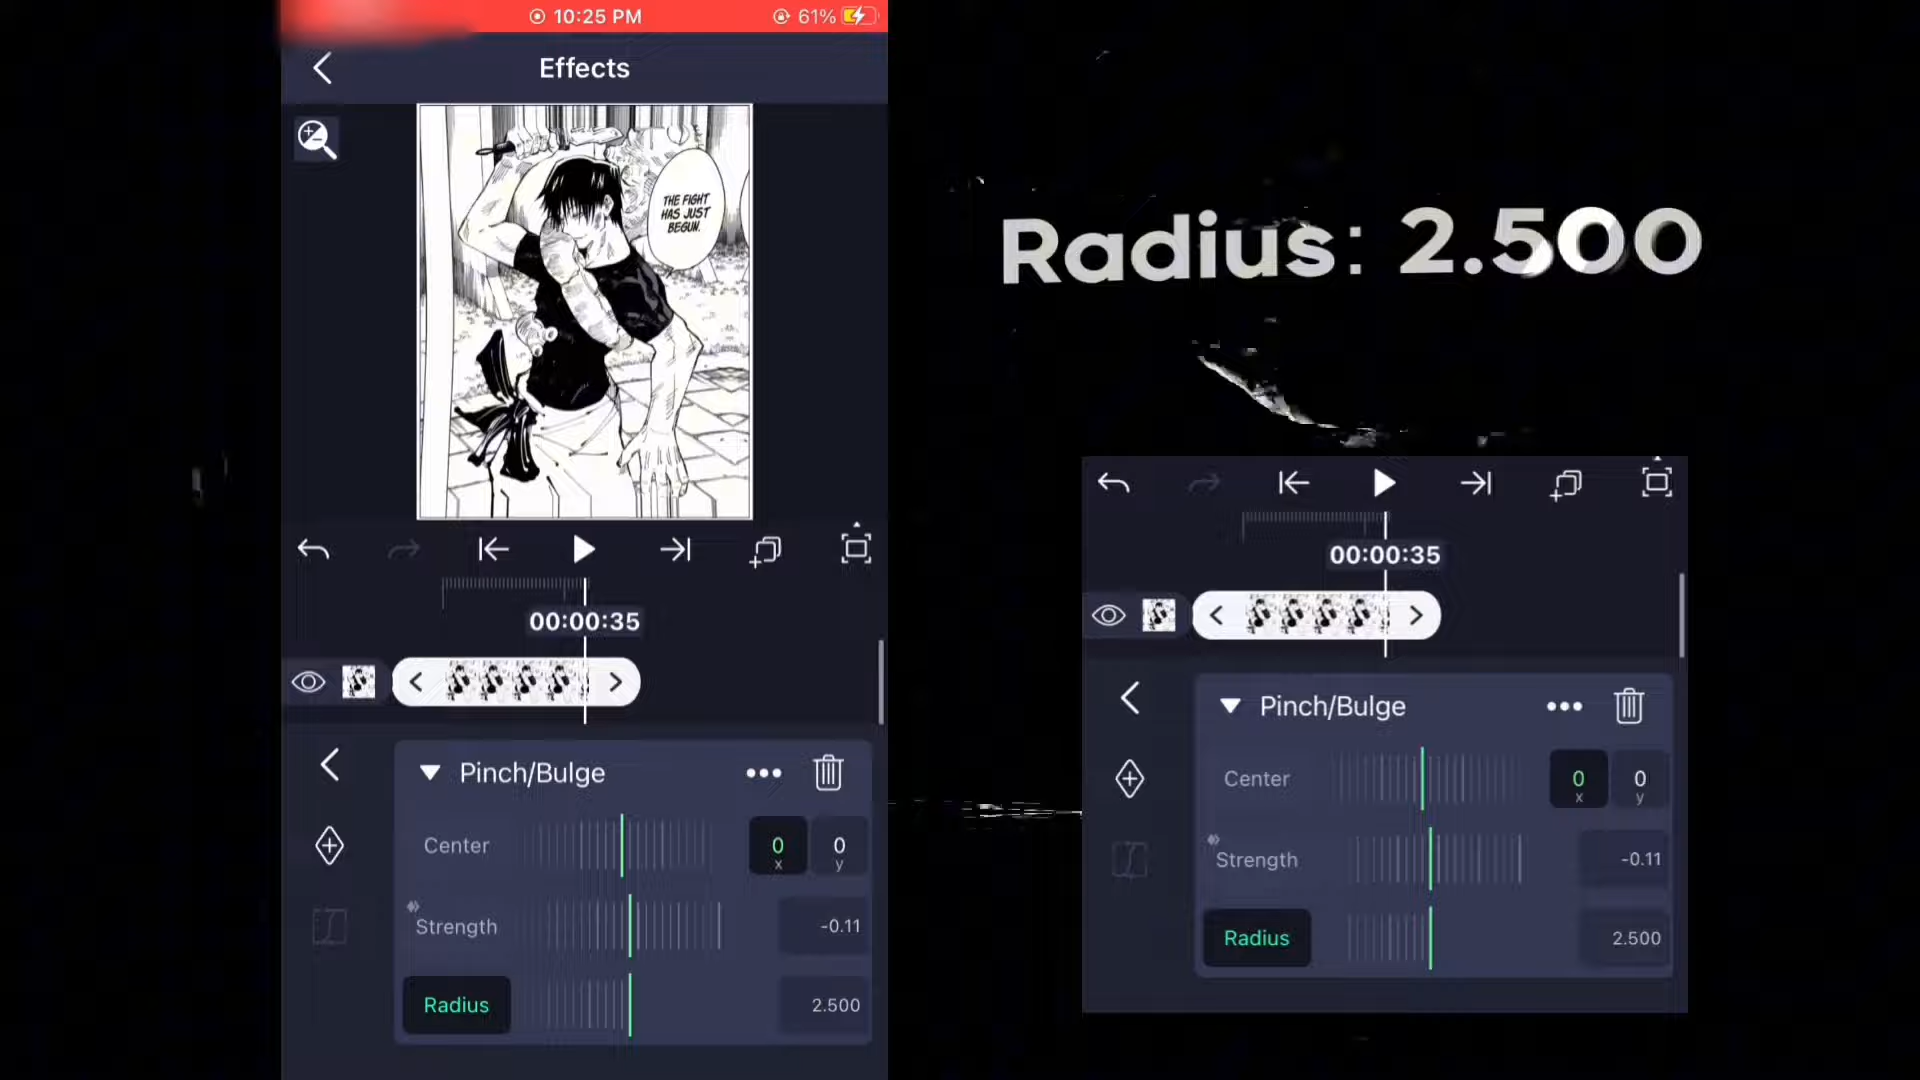 10:25 PM
61%
Effects
THE FIGHT
HAS JUST
BEGUN.
00:00:35
Pinch/Bulge
Center
0
x
0
y
Strength
-0.11
Radius
2.500
Radius: 2.500
00:00:35
Pinch/Bulge
Center
0
x
0
y
Strength
-0.11
Radius
2.500